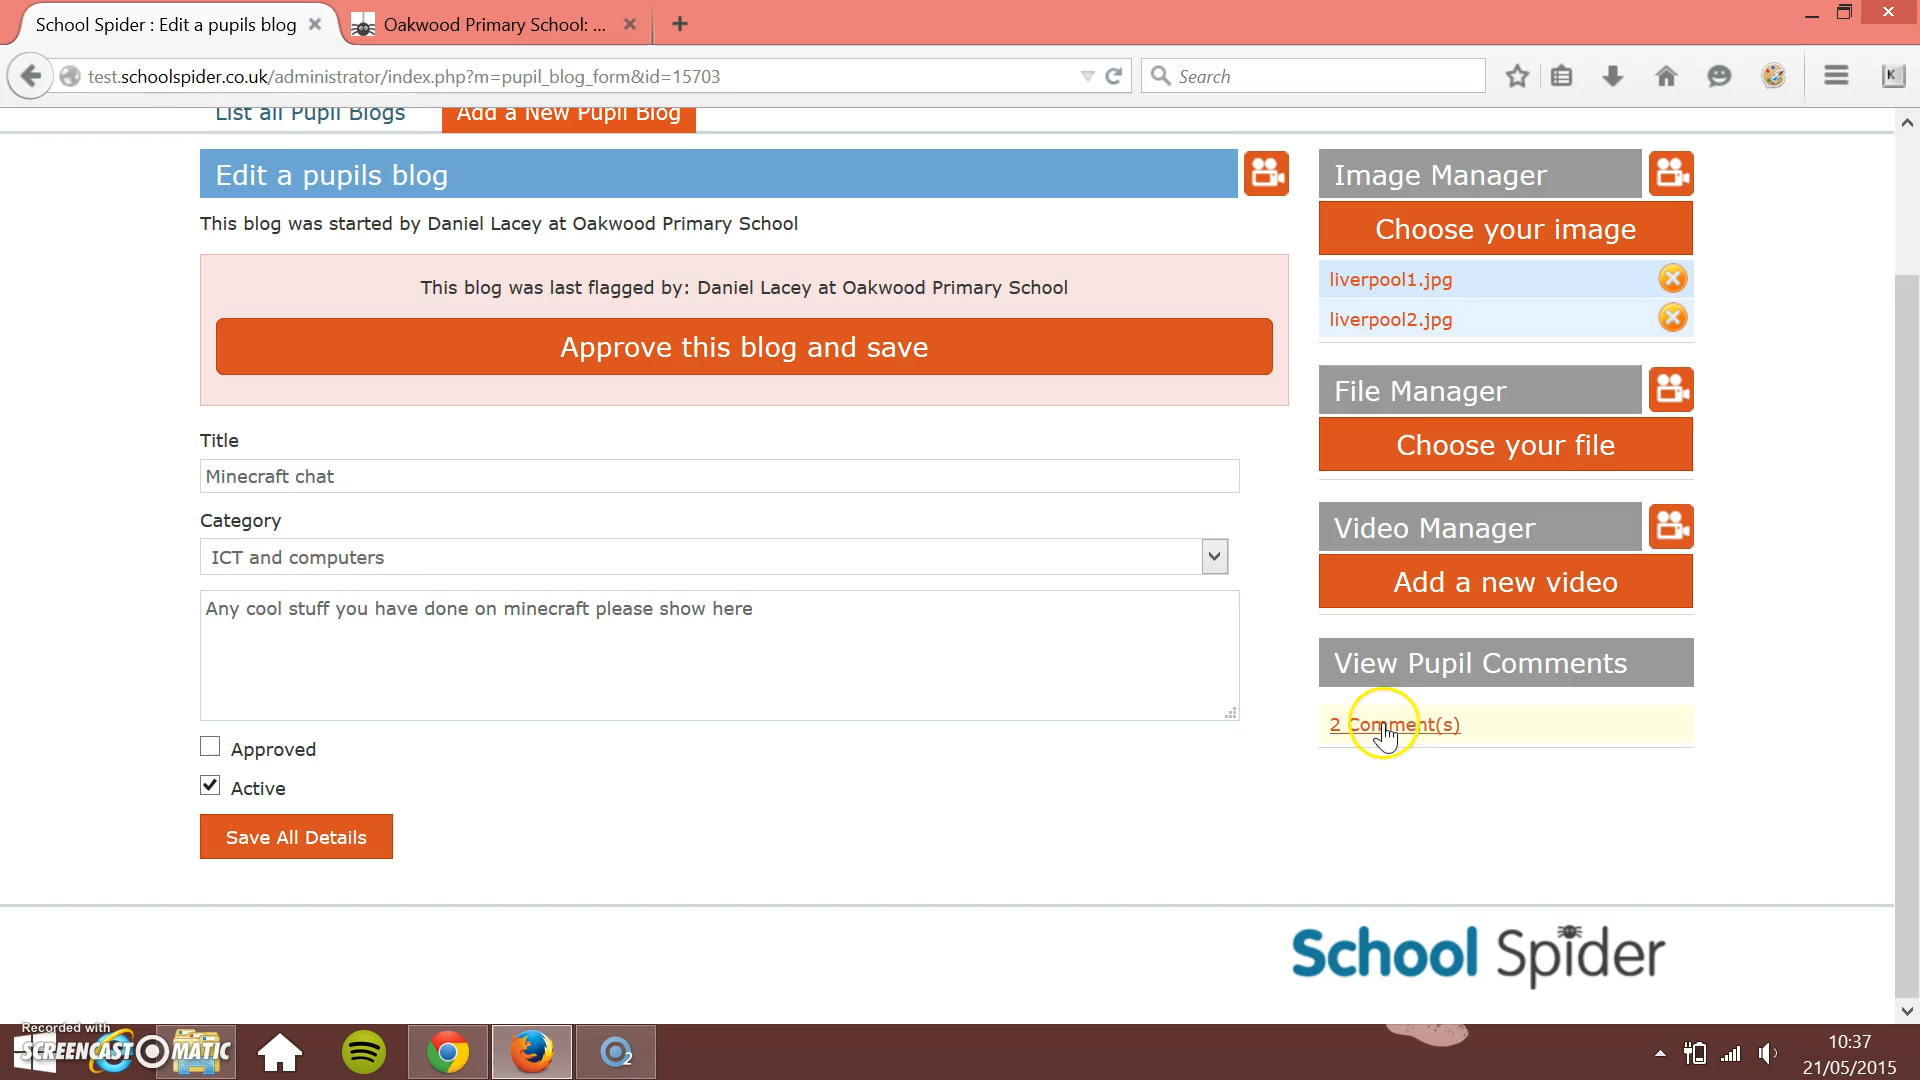 School Spider : Edit a pupils blog
Oakwood Primary School: ...
test.schoolspider.co.uk/administrator/index.php?m=pupil_blog_form&id=15703
Search
K
List all Pupil Blogs
Add a New Pupil Blog
Edit a pupils blog
This blog was started by Daniel Lacey at Oakwood Primary School
This blog was last flagged by: Daniel Lacey at Oakwood Primary School
Approve this blog and save
Title
Minecraft chat
Category
ICT and computers
Any cool stuff you have done on minecraft please show here
Approved
Active
Save All Details
Image Manager
Choose your image
liverpool1.jpg
liverpool2.jpg
File Manager
Choose your file
Video Manager
Add a new video
View Pupil Comments
2 Comment(s)
School Spider
Recorded with
SCREENCAST MATIC
2
10:37
21/05/2015